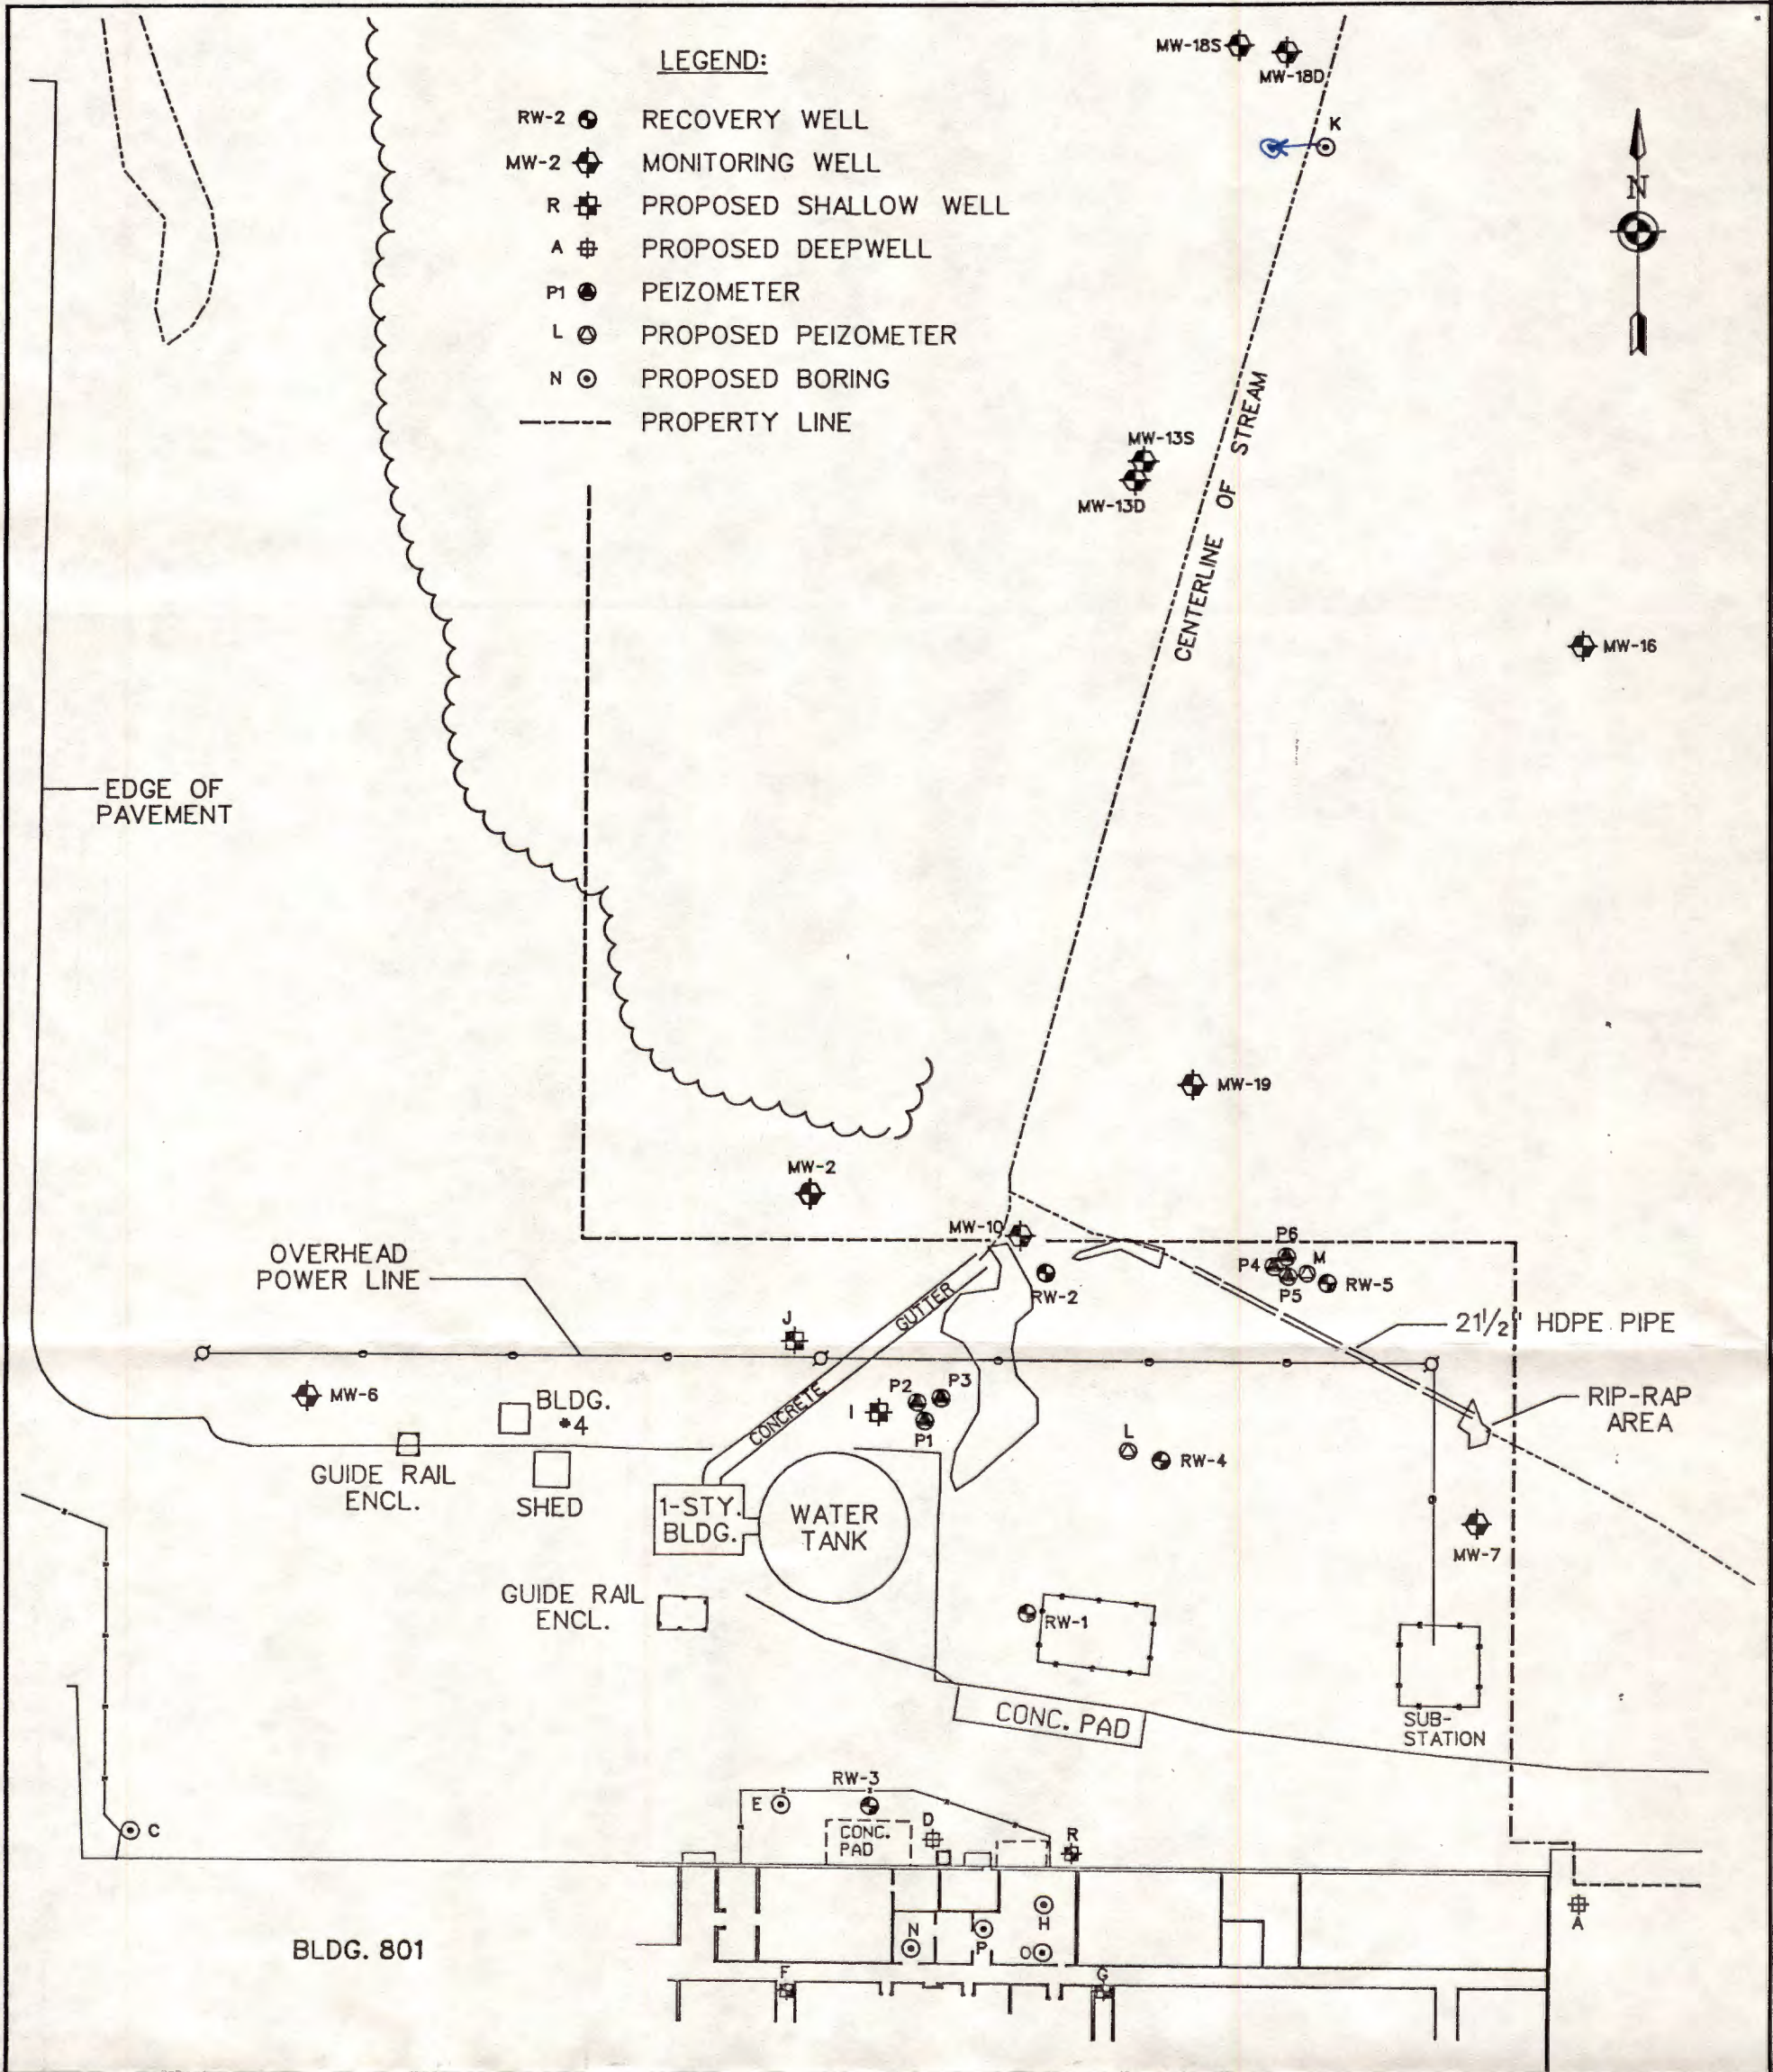 LEGEND:
RW-2 RECOVERY WELL
MW-2 MONITORING WELL
R PROPOSED SHALLOW WELL
A PROPOSED DEEPWELL
P1 PEIZOMETER
L PROPOSED PEIZOMETER
N PROPOSED BORING
PROPERTY LINE
MW-18S
MW-18D
K
N
MW-13S
MW-13D
CENTERLINE OF STREAM
MW-16
EDGE OF
PAVEMENT
MW-19
MW-2
MW-10
OVERHEAD
POWER LINE
P6
P4
M
P5
RW-5
RW-2
CONCRETE GUTTER
J
21 1/2" HDPE PIPE
MW-6
BLDG.
#4
I
P2
P3
P1
RIP-RAP
AREA
L
RW-4
GUIDE RAIL
ENCL.
SHED
1-STY.
BLDG.
WATER
TANK
MW-7
GUIDE RAIL
ENCL.
RW-1
CONC. PAD
SUB-
STATION
RW-3
E
C
CONC.
PAD
D
R
H
N
P
O
A
BLDG. 801
F
G